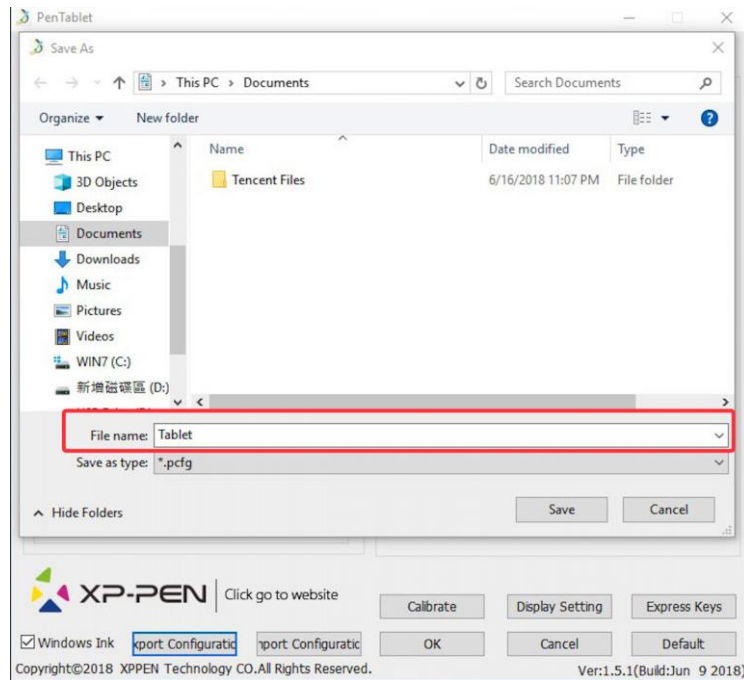 PenTablet
Save As
This PC > Documents
Search Documents
Organize
New folder
Name
Date modified
Type
This PC
3D Objects
Desktop
Documents
Downloads
Music
Pictures
Videos
WIN7 (C:)
新增磁碟區 (D:)
Tencent Files
6/16/2018 11:07 PM
File folder
File name: Tablet
Save as type: *.pcfg
Hide Folders
Save
Cancel
XP-PEN
Click go to website
Calibrate
Display Setting
Express Keys
Windows Ink
xport Configuratic
nport Configuratic
OK
Cancel
Default
Copyright©2018 XPPEN Technology CO.All Rights Reserved.
Ver:1.5.1(Build:Jun 9 2018)